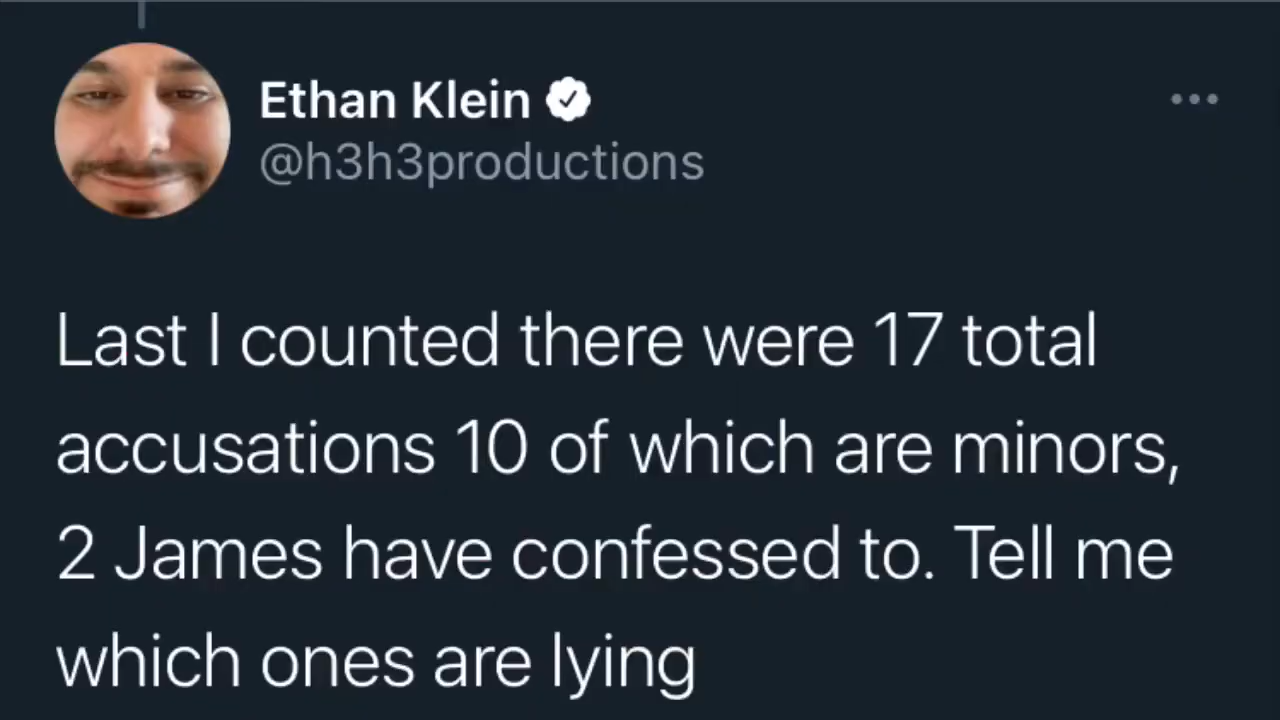 Ethan Klein
@h3h3productions
Last I counted there were 17 total
accusations 10 of which are minors,
2 James have confessed to. Tell me
which ones are lying